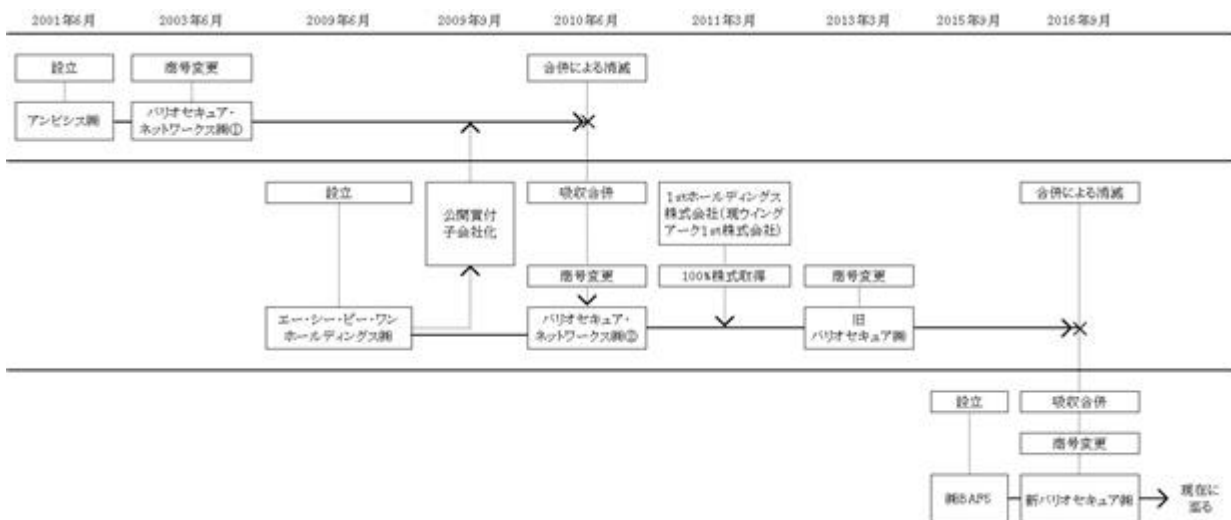 2001年6月
2003年6月
2009年6月
2009年9月
2010年6月
2011年3月
2013年3月
2015年9月
2016年9月
設立
商号変更
合併による消滅
アンビシス㈱
バリオセキュア・
ネットワークス㈱①
設立
公開買付
子会社化
吸収合併
1stホールディングス
株式会社(現ウイング
アーク1st株式会社)
合併による消滅
商号変更
100%株式取得
商号変更
エー・シー・ピー・ワン
ホールディングス㈱
バリオセキュア・
ネットワークス㈱②
旧
バリオセキュア㈱
設立
吸収合併
商号変更
㈱BAF5
新バリオセキュア㈱
現在に
至る